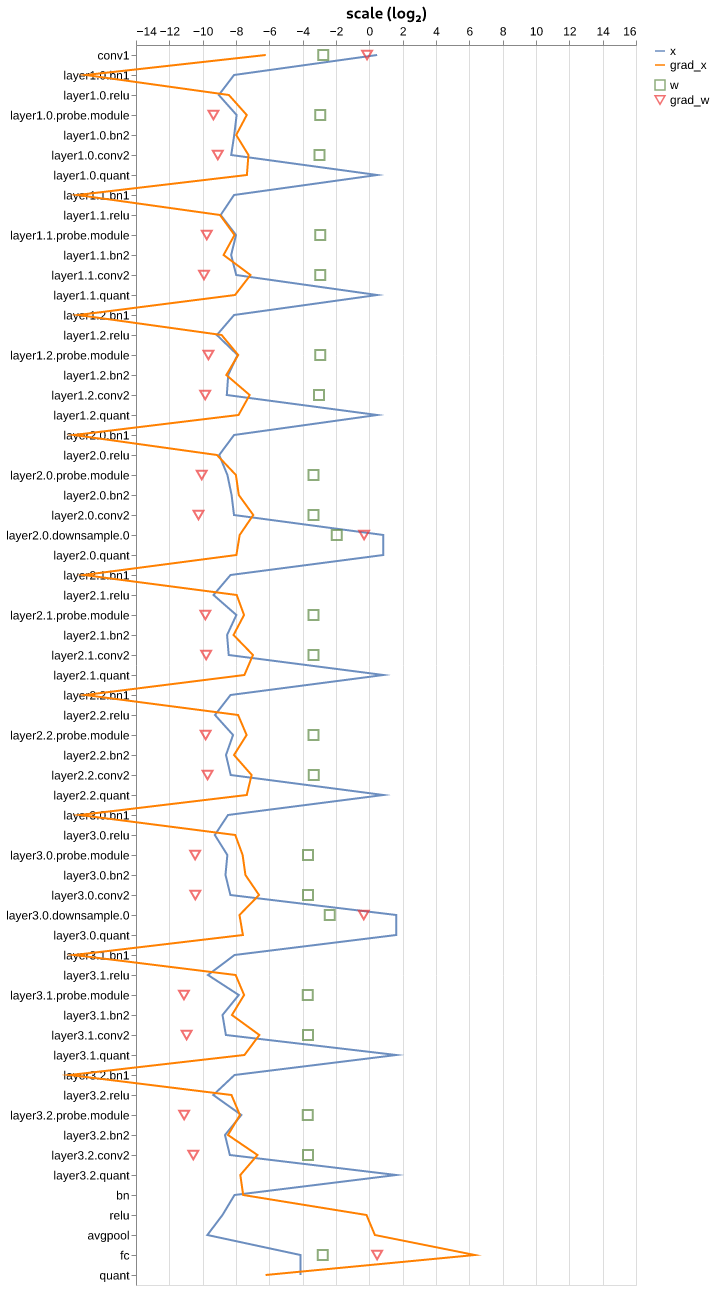 scale (log₂)
−14 −12 −10 −8 −6 −4 −2 0 2 4 6 8 10 12 14 16
x
grad_x
w
grad_w
conv1
layer1.0.bn1
layer1.0.relu
layer1.0.probe.module
layer1.0.bn2
layer1.0.conv2
layer1.0.quant
layer1.1.bn1
layer1.1.relu
layer1.1.probe.module
layer1.1.bn2
layer1.1.conv2
layer1.1.quant
layer1.2.bn1
layer1.2.relu
layer1.2.probe.module
layer1.2.bn2
layer1.2.conv2
layer1.2.quant
layer2.0.bn1
layer2.0.relu
layer2.0.probe.module
layer2.0.bn2
layer2.0.conv2
layer2.0.downsample.0
layer2.0.quant
layer2.1.bn1
layer2.1.relu
layer2.1.probe.module
layer2.1.bn2
layer2.1.conv2
layer2.1.quant
layer2.2.bn1
layer2.2.relu
layer2.2.probe.module
layer2.2.bn2
layer2.2.conv2
layer2.2.quant
layer3.0.bn1
layer3.0.relu
layer3.0.probe.module
layer3.0.bn2
layer3.0.conv2
layer3.0.downsample.0
layer3.0.quant
layer3.1.bn1
layer3.1.relu
layer3.1.probe.module
layer3.1.bn2
layer3.1.conv2
layer3.1.quant
layer3.2.bn1
layer3.2.relu
layer3.2.probe.module
layer3.2.bn2
layer3.2.conv2
layer3.2.quant
bn
relu
avgpool
fc
quant